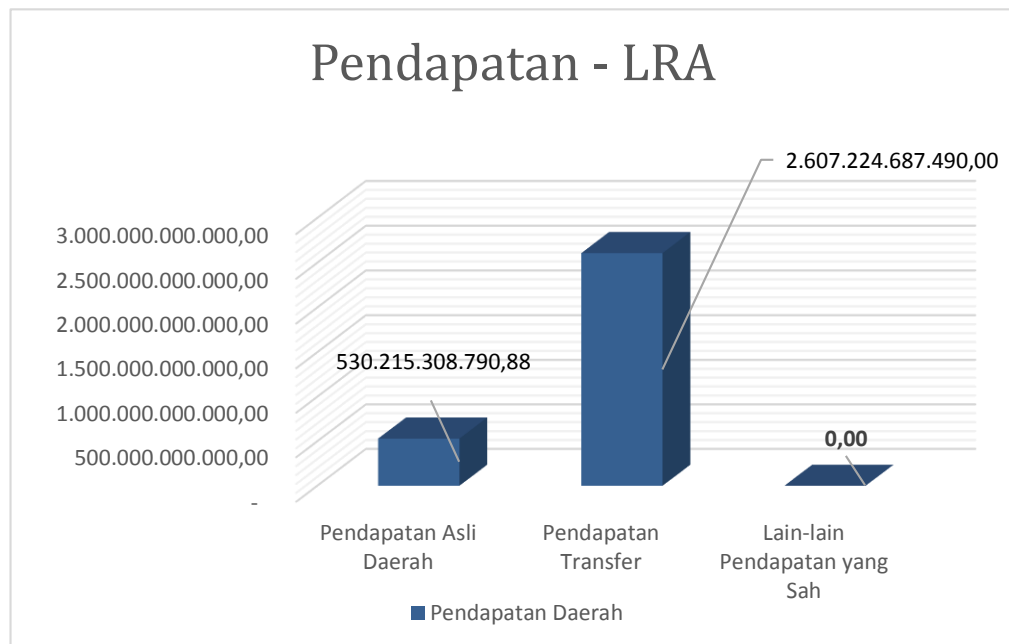 Pendapatan - LRA
2.607.224.687.490,00
3.000.000.000.000,00
2.500.000.000.000,00
2.000.000.000.000,00
1.500.000.000.000,00
1.000.000.000.000,00
500.000.000.000,00
-
530.215.308.790,88
0,00
Pendapatan Asli
Daerah
Pendapatan
Transfer
Lain-lain
Pendapatan yang
Sah
Pendapatan Daerah